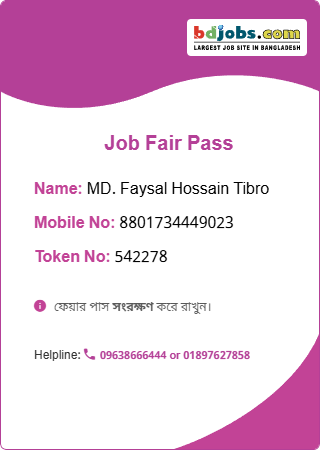 bdjobs.com
LARGEST JOB SITE IN BANGLADESH
Job Fair Pass
Name: MD. Faysal Hossain Tibro
Mobile No: 8801734449023
Token No: 542278
ফেয়ার পাস সংরক্ষণ করে রাখুন।
Helpline: 09638666444 or 01897627858